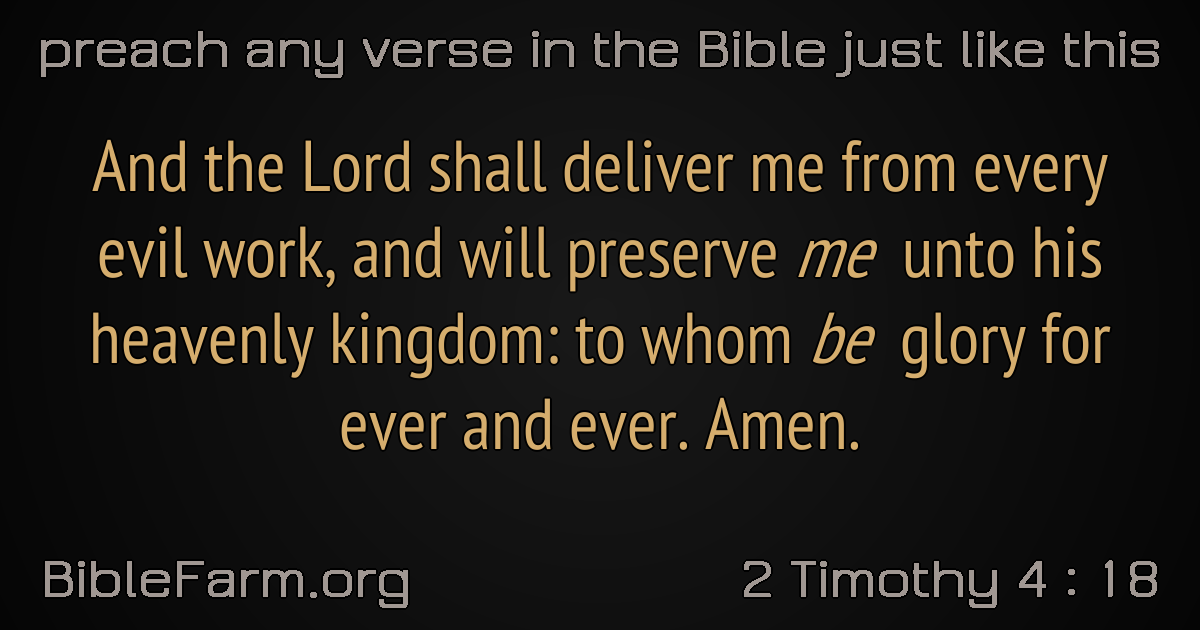 preach any verse in the Bible just like this
And the Lord shall deliver me from every
evil work, and will preserve me unto his
heavenly kingdom: to whom be glory for
ever and ever. Amen.
BibleFarm.org
2 Timothy 4 : 18